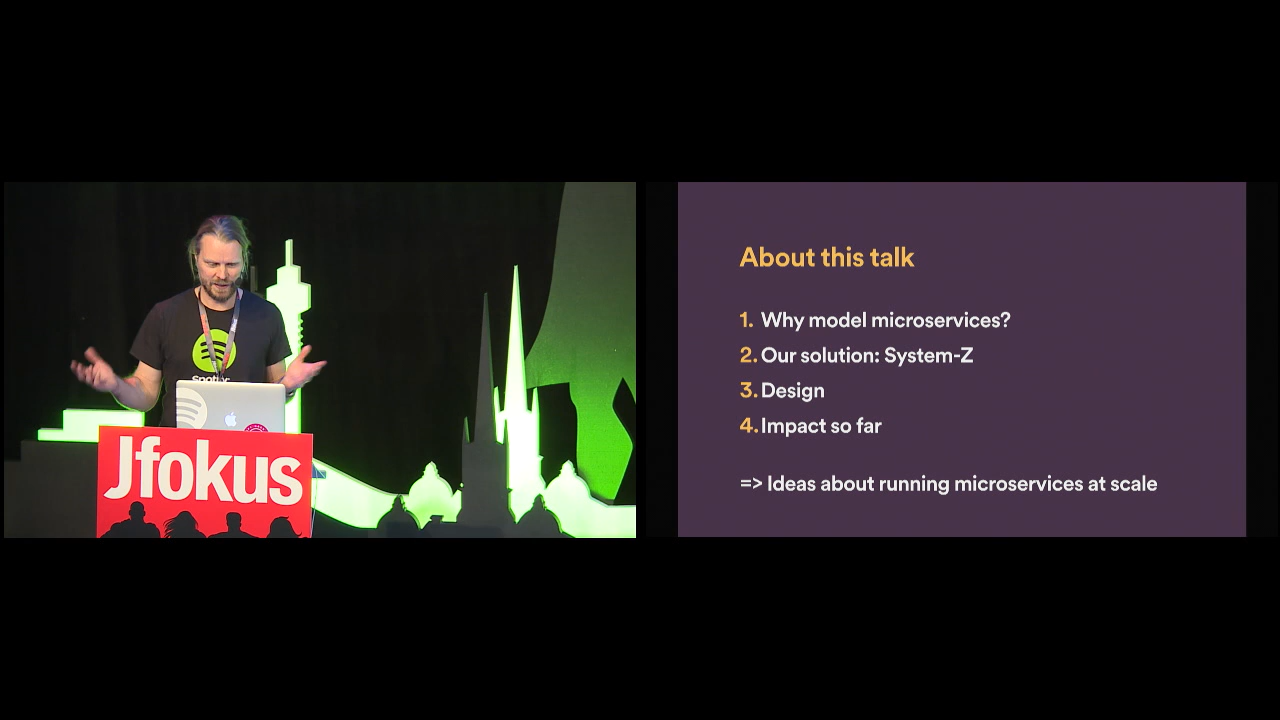 Spotify
Jfokus
About this talk
1. Why model microservices?
2. Our solution: System-Z
3. Design
4. Impact so far
=> Ideas about running microservices at scale